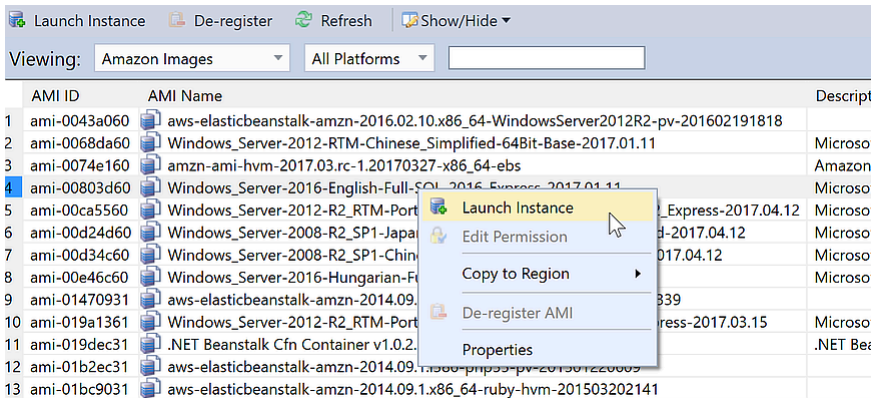 Launch Instance De-register Refresh Show/Hide
Viewing: Amazon Images All Platforms
AMI ID AMI Name Descript
1 ami-0043a060 aws-elasticbeanstalk-amzn-2016.02.10.x86_64-WindowsServer2012R2-pv-201602191818
2 ami-0068da60 Windows_Server-2012-RTM-Chinese_Simplified-64Bit-Base-2017.01.11 Microso
3 ami-0074e160 amzn-ami-hvm-2017.03.rc-1.20170327-x86_64-ebs Amazon
4 ami-00803d60 Windows_Server-2016-English-Full-SQL_2016_Express-2017.01.11 Microso
5 ami-00ca5560 Windows_Server-2012-R2_RTM-Port 2_Express-2017.04.12 Microso
Launch Instance
6 ami-00d24d60 Windows_Server-2008-R2_SP1-Japa d-2017.04.12 Microso
Edit Permission
7 ami-00d34c60 Windows_Server-2008-R2_SP1-Chin 017.04.12 Microso
Copy to Region
8 ami-00e46c60 Windows_Server-2016-Hungarian-Fu Microso
9 ami-01470931 aws-elasticbeanstalk-amzn-2014.09. 339
De-register AMI
10 ami-019a1361 Windows_Server-2012-R2_RTM-Port ress-2017.03.15 Microso
11 ami-019dec31 .NET Beanstalk Cfn Container v1.0.2. .NET Bea
Properties
12 ami-01b2ec31 aws-elasticbeanstalk-amzn-2014.09.1.i386-php55-pv-201501220609
13 ami-01bc9031 aws-elasticbeanstalk-amzn-2014.09.1.x86_64-ruby-hvm-201503202141